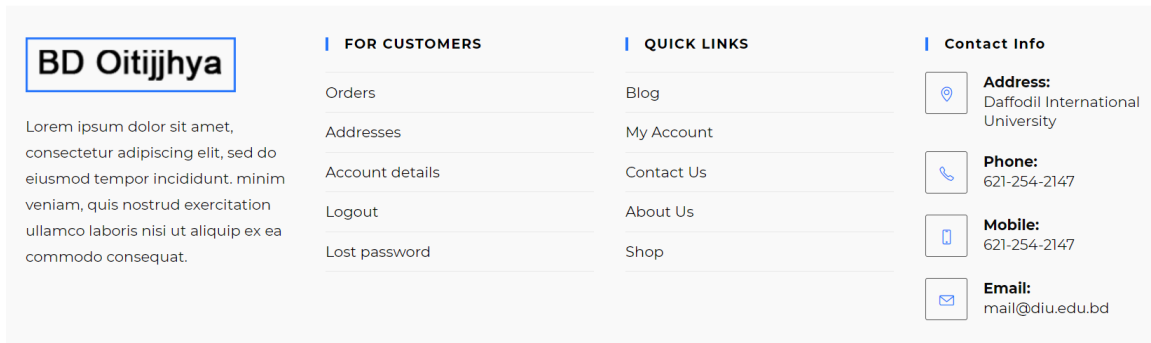 BD Oitijjhya
Lorem ipsum dolor sit amet,
consectetur adipiscing elit, sed do
eiusmod tempor incididunt. minim
veniam, quis nostrud exercitation
ullamco laboris nisi ut aliquip ex ea
commodo consequat.
FOR CUSTOMERS
Orders
Addresses
Account details
Logout
Lost password
QUICK LINKS
Blog
My Account
Contact Us
About Us
Shop
Contact Info
Address:
Daffodil International
University
Phone:
621-254-2147
Mobile:
621-254-2147
Email:
mail@diu.edu.bd